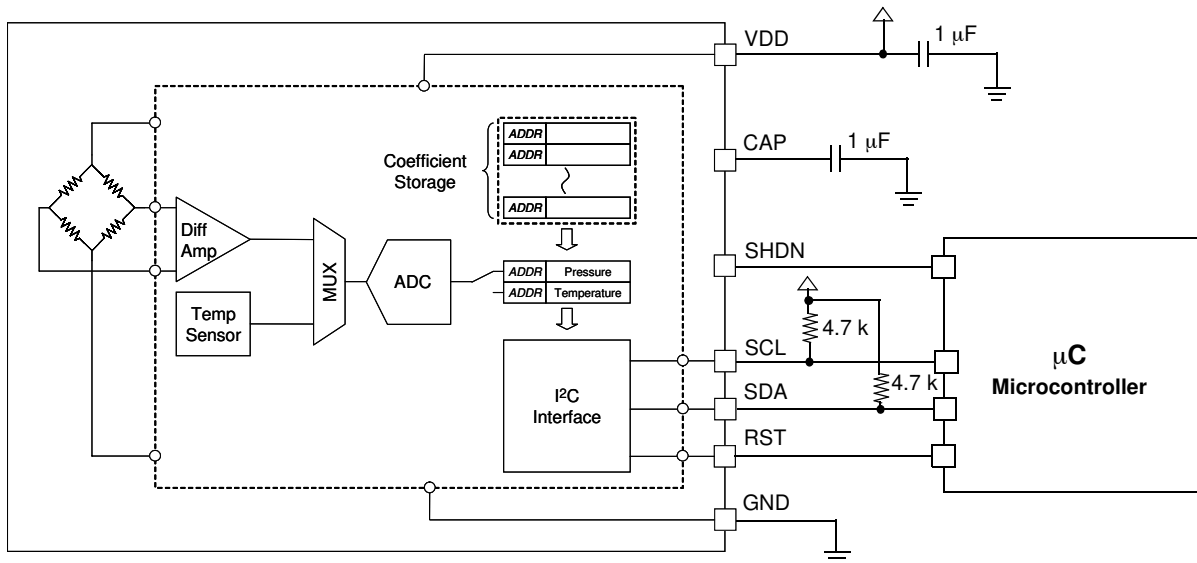 VDD
1 μF
CAP
1 μF
ADDR
ADDR
Coefficient
Storage
ADDR
SHDN
Diff
Amp
MUX
ADC
ADDR Pressure
ADDR Temperature
Temp
Sensor
4.7 k
SCL
4.7 k
SDA
RST
I²C
Interface
GND
μC
Microcontroller